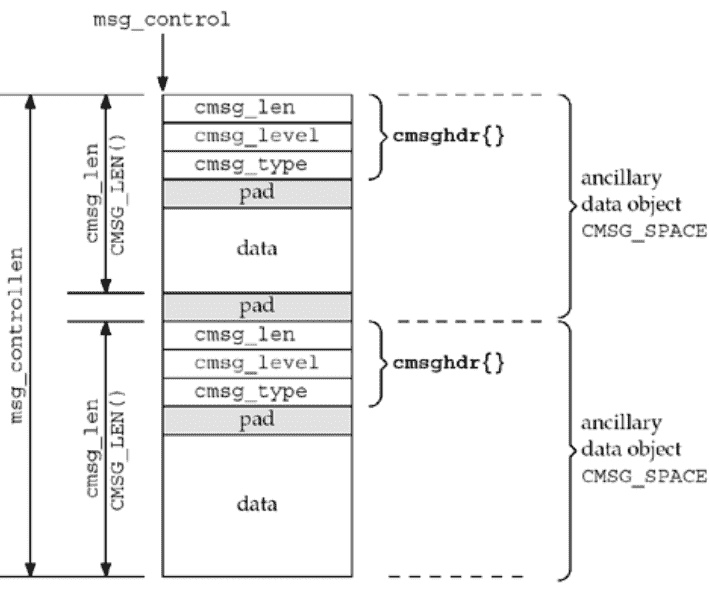 msg_control
cmsg_len
cmsg_level
cmsg_type
pad
data
pad
cmsg_len
cmsg_level
cmsg_type
pad
data
msg_controllen
cmsg_len
CMSG_LEN()
cmsg_len
CMSG_LEN()
cmsghdr{}
cmsghdr{}
ancillary
data object
CMSG_SPACE
ancillary
data object
CMSG_SPACE